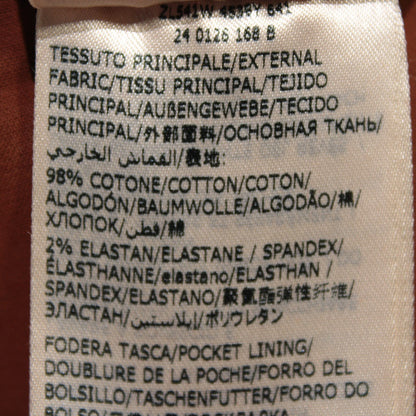 ZL541W 4339Y 641
24 0126 168 B
TESSUTO PRINCIPALE/EXTERNAL
FABRIC/TISSU PRINCIPAL/TEJIDO
PRINCIPAL/AUßENGEWEBE/TECIDO
PRINCIPAL/外部面料/ОСНОВНАЯ ТКАНЬ/
القماش الخارجي/表地:
98% COTONE/COTTON/COTON/
ALGODÓN/BAUMWOLLE/ALGODÃO/棉/
ХЛОПОК/قطن/綿
2% ELASTAN/ELASTANE / SPANDEX/
ÉLASTHANNE/elastano/ELASTHAN /
SPANDEX/ELASTANO/聚氨酯弹性纤维/
ЭЛАСТАН/إيلاستين/ポリウレタン
FODERA TASCA/POCKET LINING/
DOUBLURE DE LA POCHE/FORRO DEL
BOLSILLO/TASCHENFUTTER/FORRO DO